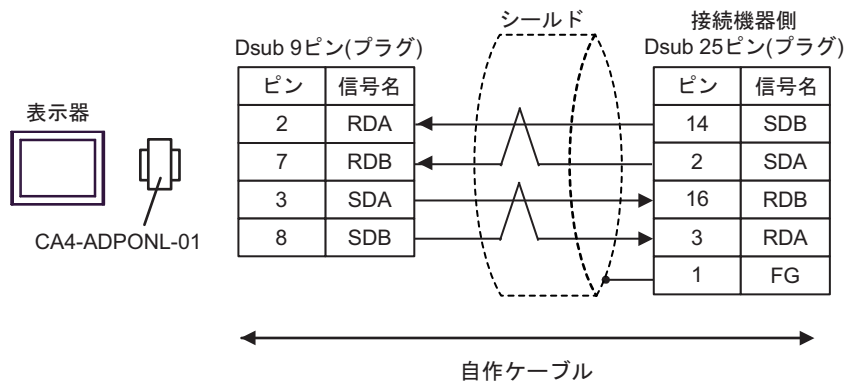 シールド
接続機器側
Dsub 9ピン(プラグ)
Dsub 25ピン(プラグ)
ピン 信号名
ピン 信号名
表示器
2 RDA
14 SDB
7 RDB
2 SDA
3 SDA
16 RDB
8 SDB
3 RDA
CA4-ADPONL-01
1 FG
自作ケーブル